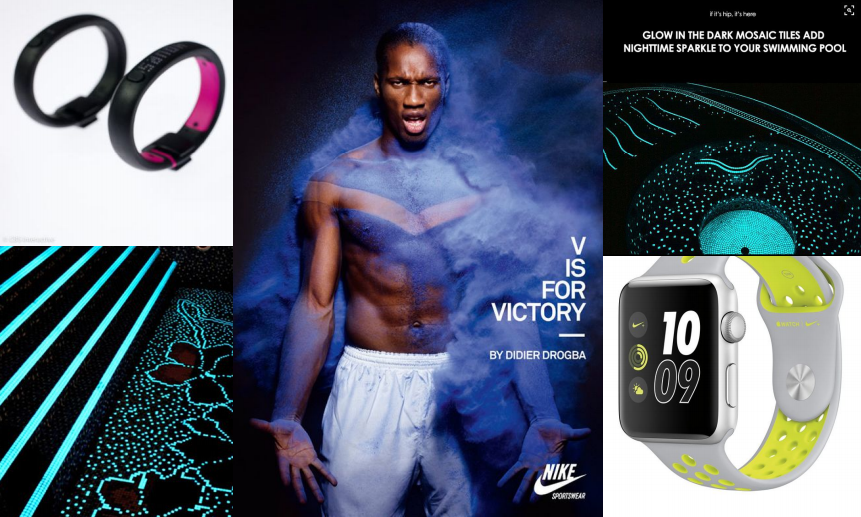 if it's hip, it's here
GLOW IN THE DARK MOSAIC TILES ADD
NIGHTTIME SPARKLE TO YOUR SWIMMING POOL
V
IS
FOR
VICTORY
BY DIDIER DROGBA
NIKE
SPORTSWEAR
10
09